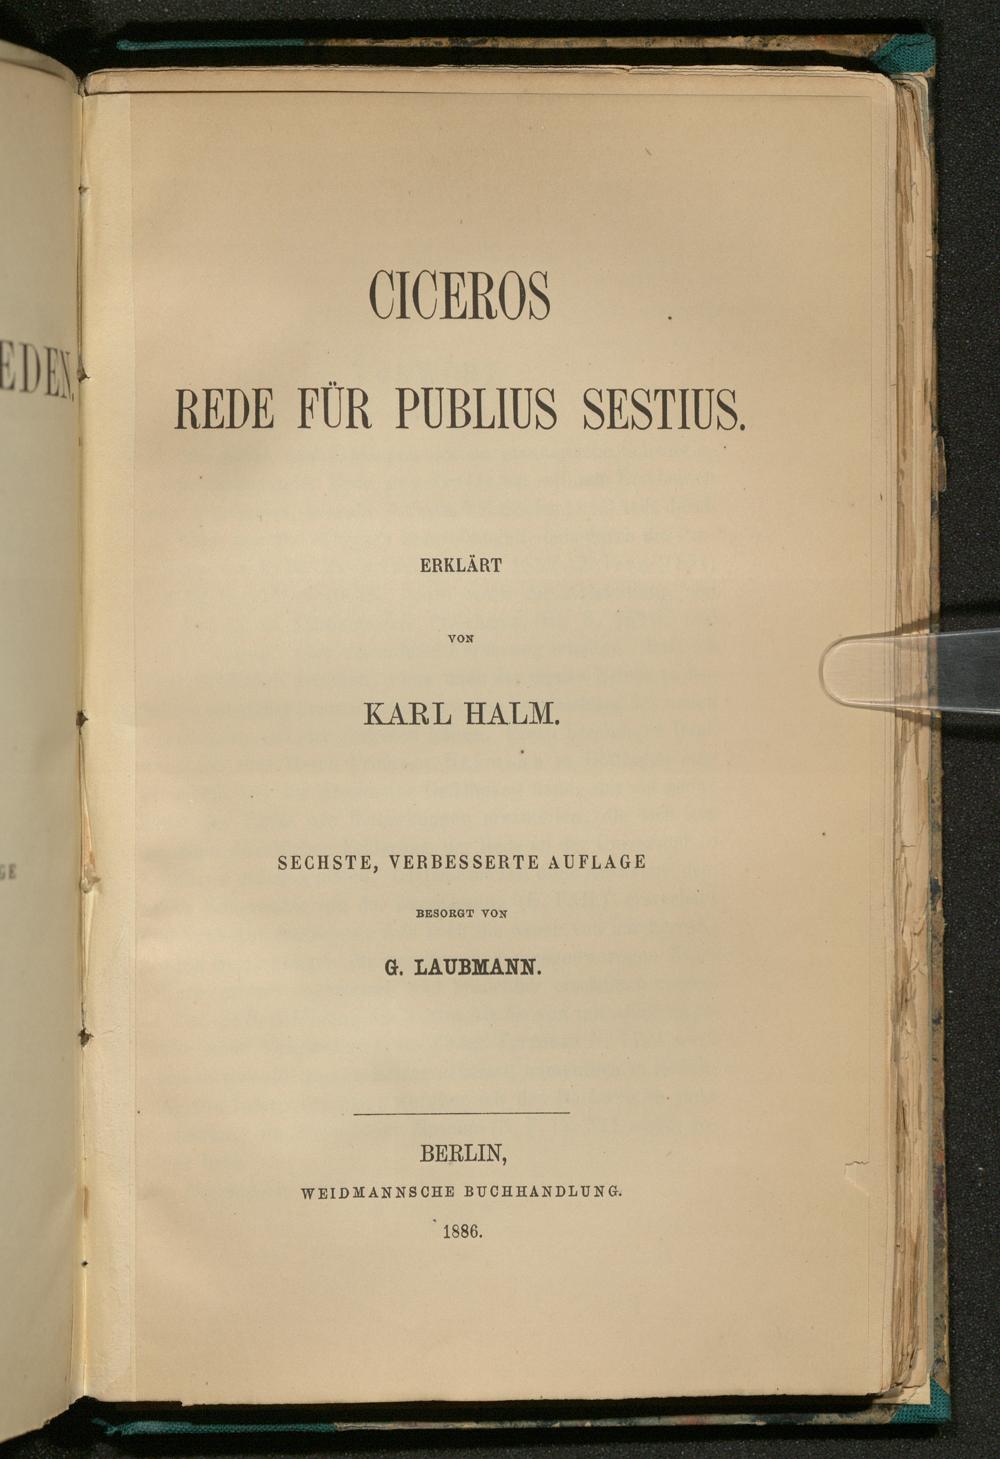 CICEROS
REDE FÜR PUBLIUS SESTIUS.
ERKLÄRT
VON
KARL HALM.
SECHSTE, VERBESSERTE AUFLAGE
BESORGT VON
G. LAUBMANN.
BERLIN,
WEIDMANNSCHE BUCHHANDLUNG.
1886.